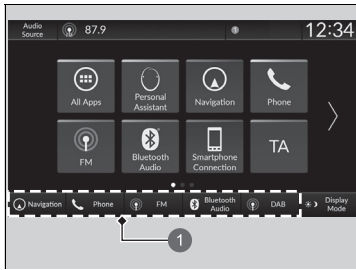 Audio
Source
87.9
12:34
All Apps
Personal
Assistant
Navigation
Phone
FM
Bluetooth
Audio
Smartphone
Connection
TA
Navigation
Phone
FM
Bluetooth
Audio
DAB
Display
Mode
1